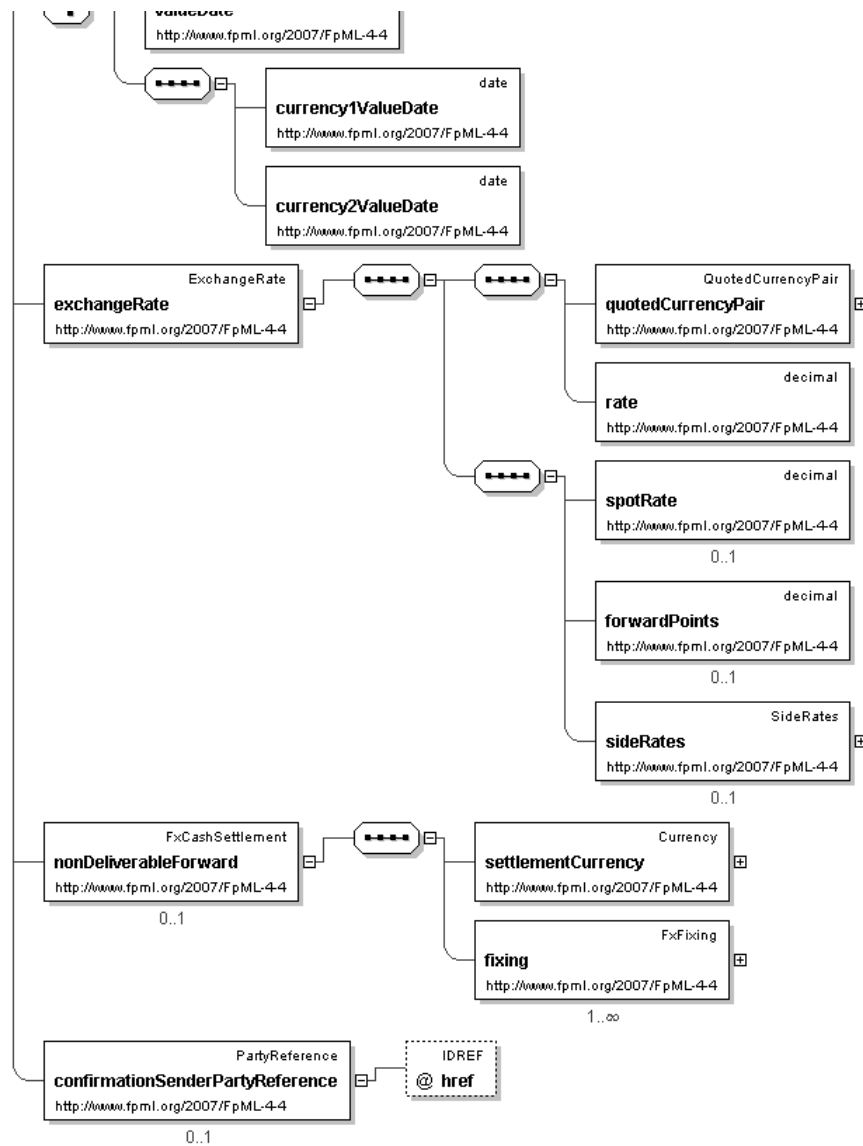 valueDate
http://www.fpml.org/2007/FpML-4-4
date
currency1ValueDate
http://www.fpml.org/2007/FpML-4-4
date
currency2ValueDate
http://www.fpml.org/2007/FpML-4-4
ExchangeRate
exchangeRate
http://www.fpml.org/2007/FpML-4-4
QuotedCurrencyPair
quotedCurrencyPair
http://www.fpml.org/2007/FpML-4-4
decimal
rate
http://www.fpml.org/2007/FpML-4-4
decimal
spotRate
http://www.fpml.org/2007/FpML-4-4
0..1
decimal
forwardPoints
http://www.fpml.org/2007/FpML-4-4
0..1
SideRates
sideRates
http://www.fpml.org/2007/FpML-4-4
0..1
FxCashSettlement
nonDeliverableForward
http://www.fpml.org/2007/FpML-4-4
0..1
Currency
settlementCurrency
http://www.fpml.org/2007/FpML-4-4
FxFixing
fixing
http://www.fpml.org/2007/FpML-4-4
1..∞
PartyReference
confirmationSenderPartyReference
http://www.fpml.org/2007/FpML-4-4
0..1
IDREF
@ href